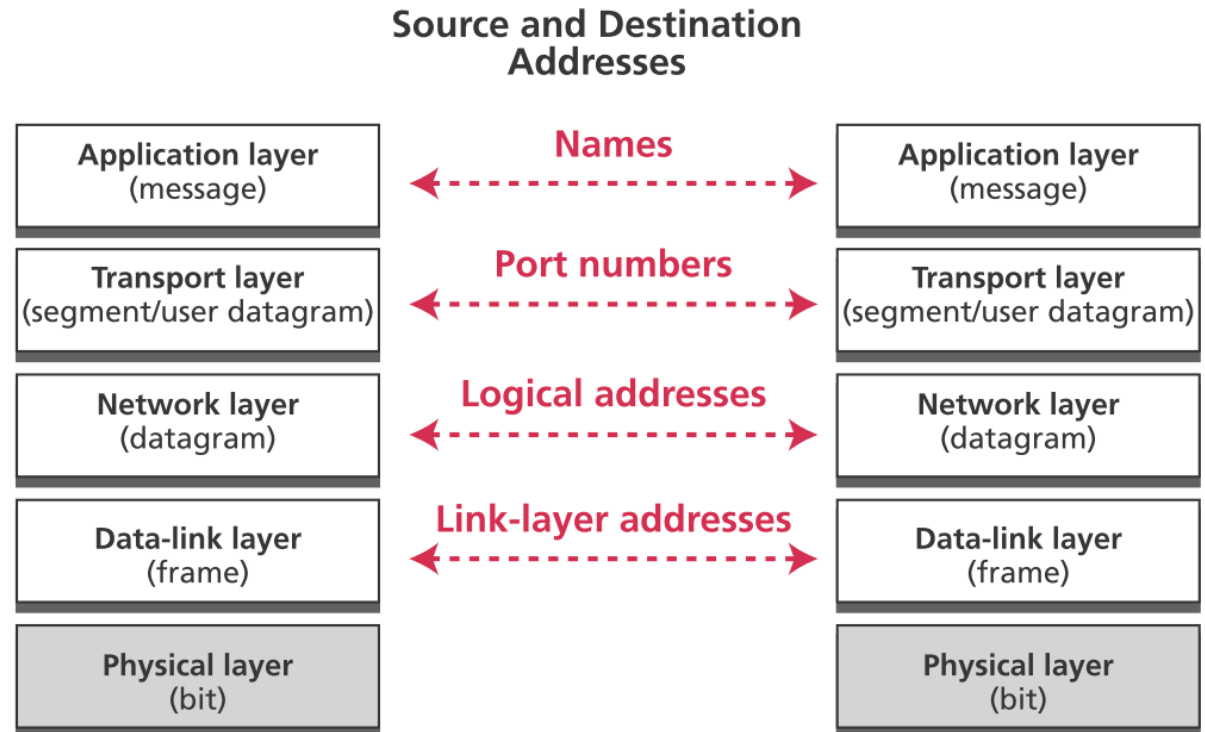 Source and Destination
Addresses
Application layer
(message)
Names
Application layer
(message)
Transport layer
(segment/user datagram)
Port numbers
Transport layer
(segment/user datagram)
Network layer
(datagram)
Logical addresses
Network layer
(datagram)
Data-link layer
(frame)
Link-layer addresses
Data-link layer
(frame)
Physical layer
(bit)
Physical layer
(bit)